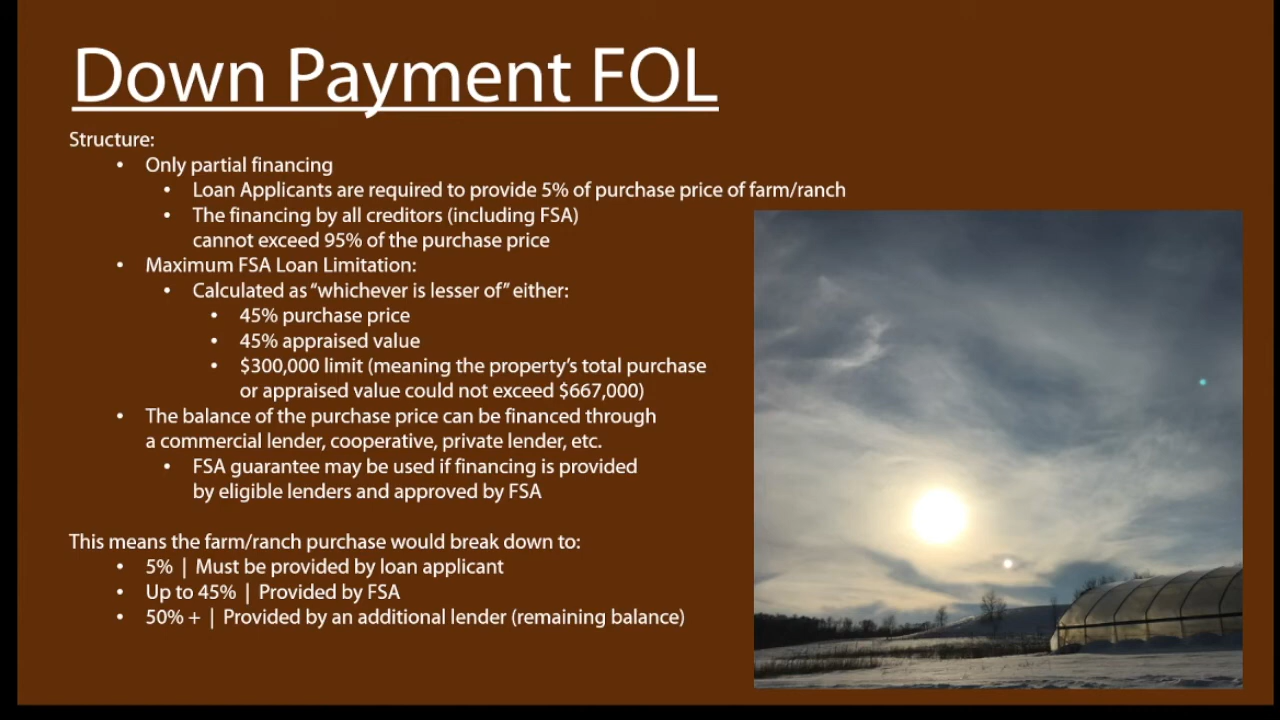 Down Payment FOL
Structure:
• Only partial financing
• Loan Applicants are required to provide 5% of purchase price of farm/ranch
• The financing by all creditors (including FSA)
cannot exceed 95% of the purchase price
• Maximum FSA Loan Limitation:
• Calculated as “whichever is lesser of” either:
• 45% purchase price
• 45% appraised value
• $300,000 limit (meaning the property’s total purchase
or appraised value could not exceed $667,000)
• The balance of the purchase price can be financed through
a commercial lender, cooperative, private lender, etc.
• FSA guarantee may be used if financing is provided
by eligible lenders and approved by FSA
This means the farm/ranch purchase would break down to:
• 5% | Must be provided by loan applicant
• Up to 45% | Provided by FSA
• 50% + | Provided by an additional lender (remaining balance)